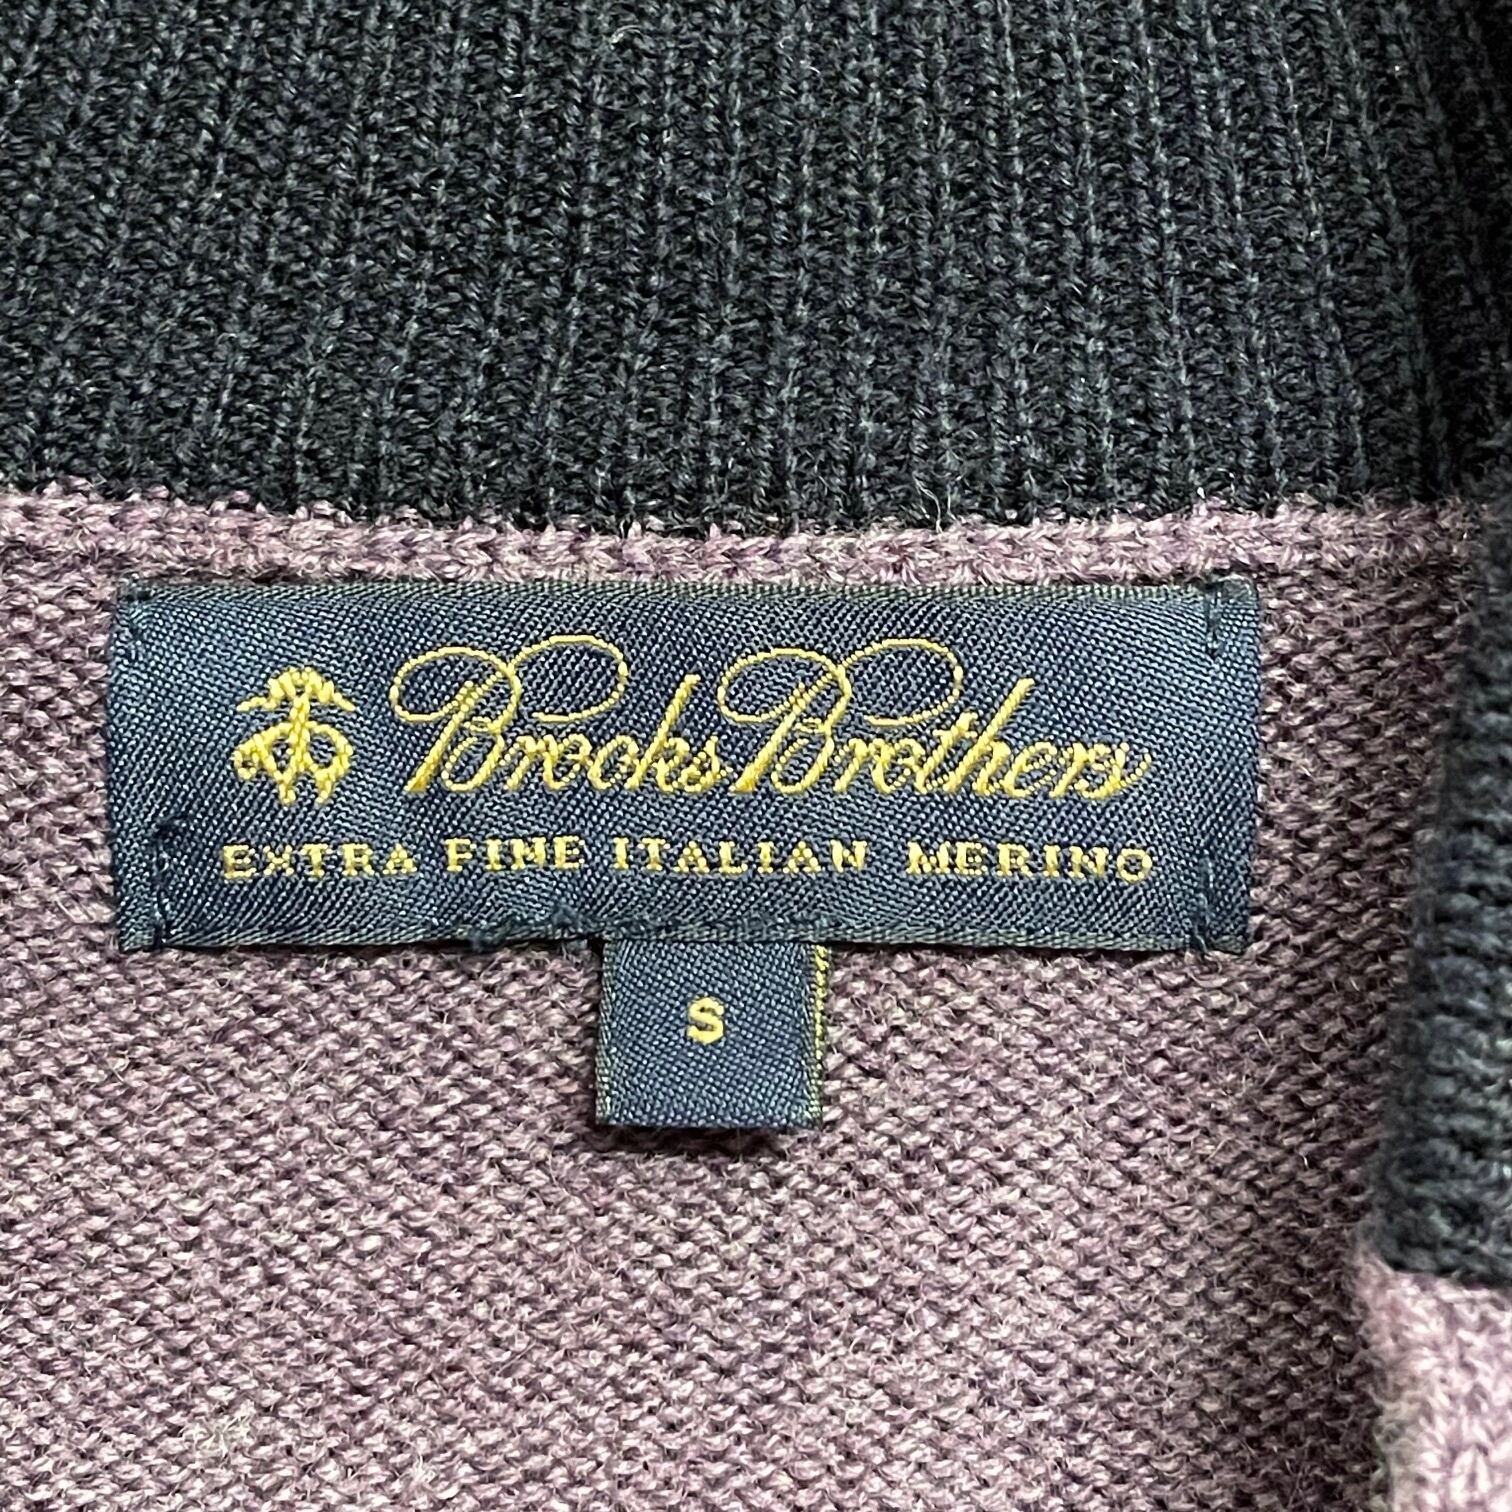 Brooks Brothers
EXTRA FINE ITALIAN MERINO
S